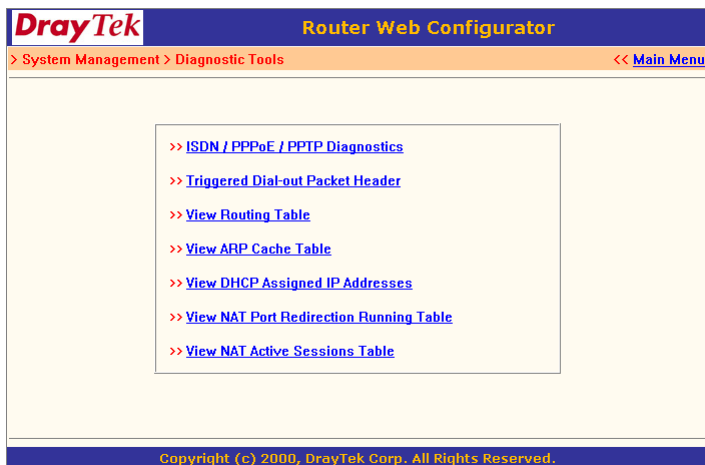 DrayTek Router Web Configurator
> System Management > Diagnostic Tools << Main Menu
>> ISDN / PPPoE / PPTP Diagnostics
>> Triggered Dial-out Packet Header
>> View Routing Table
>> View ARP Cache Table
>> View DHCP Assigned IP Addresses
>> View NAT Port Redirection Running Table
>> View NAT Active Sessions Table
Copyright (c) 2000, DrayTek Corp. All Rights Reserved.